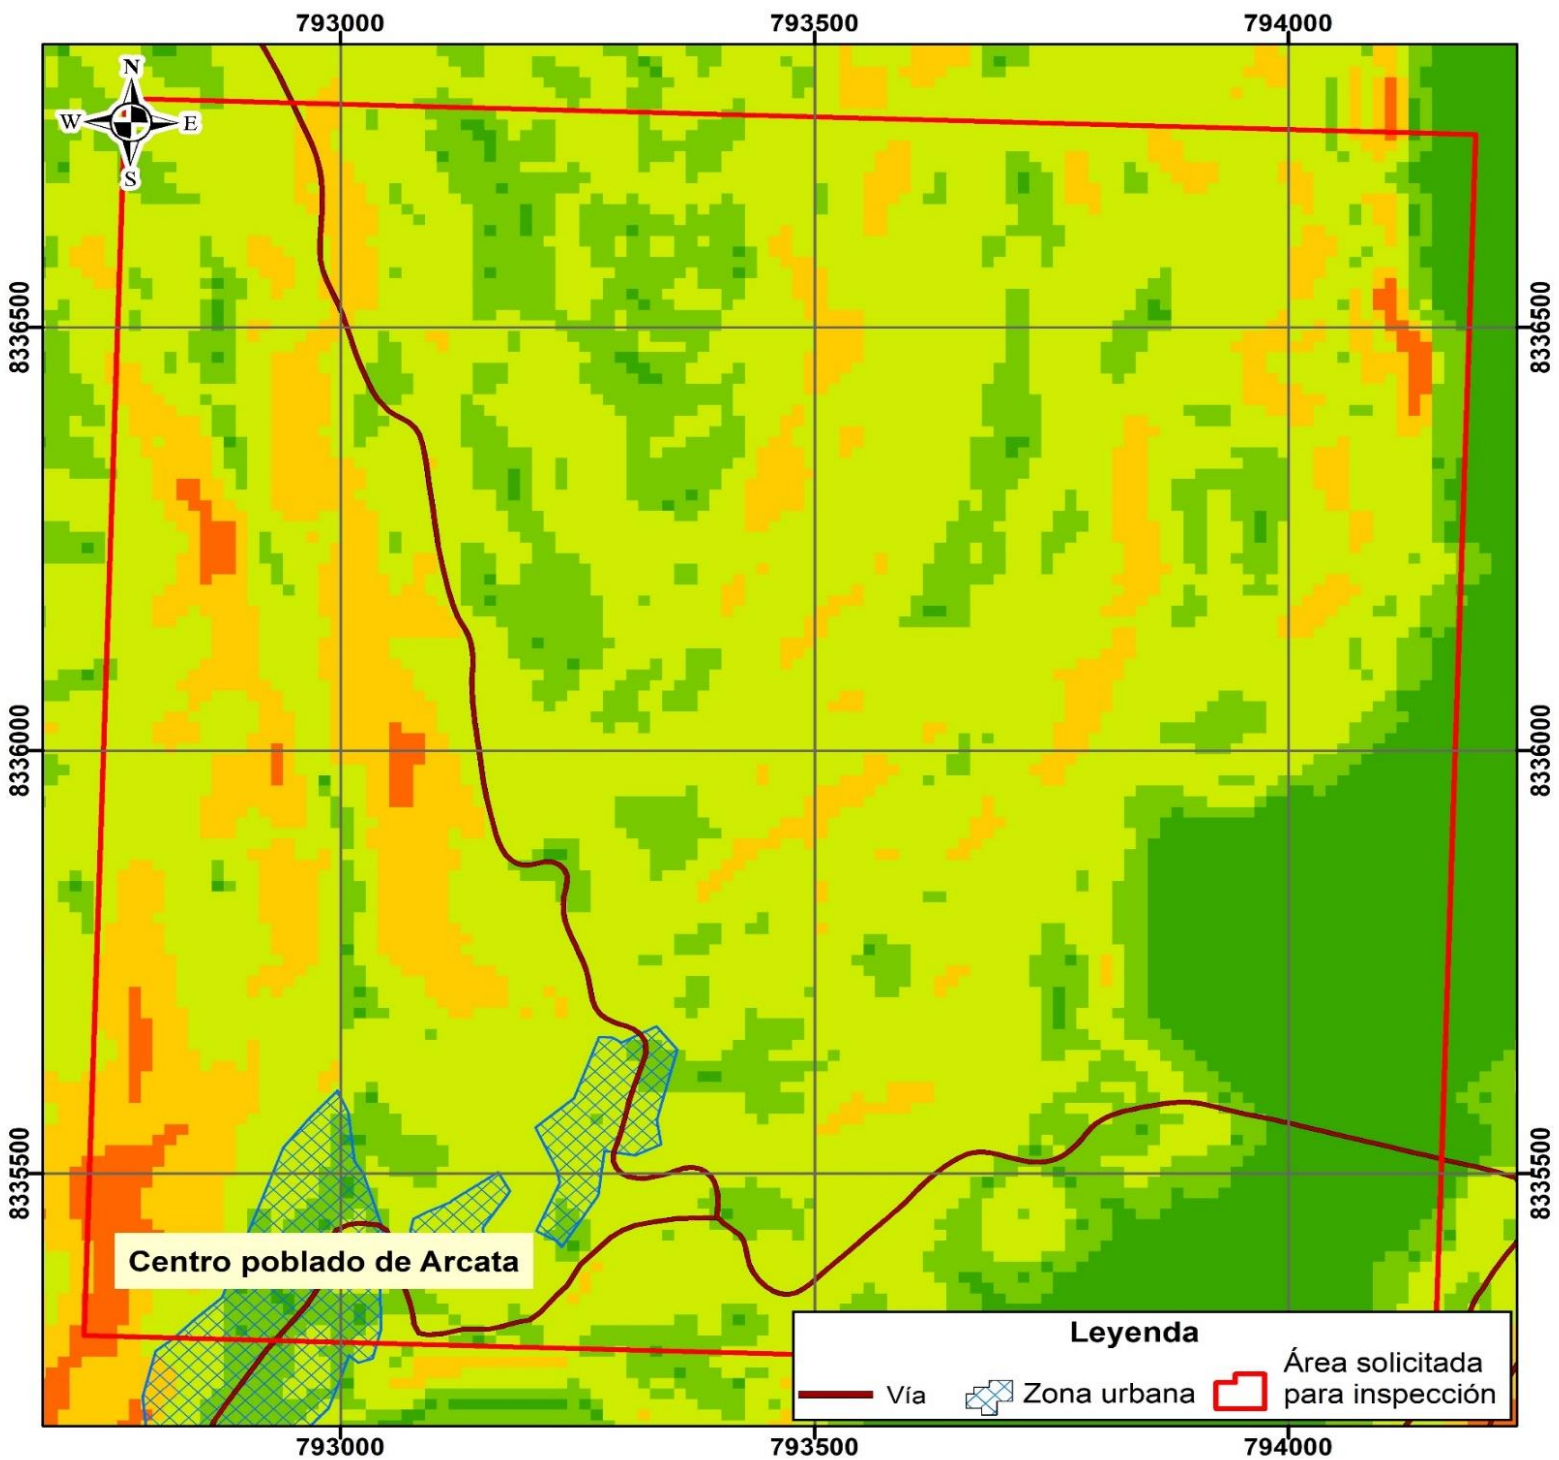 793000 793500 794000
N
W E
S
8336500 8336500
8336000 8336000
8335500 8335500
Centro poblado de Arcata
Leyenda
Vía
Zona urbana
Área solicitada
para inspección
793000 793500 794000